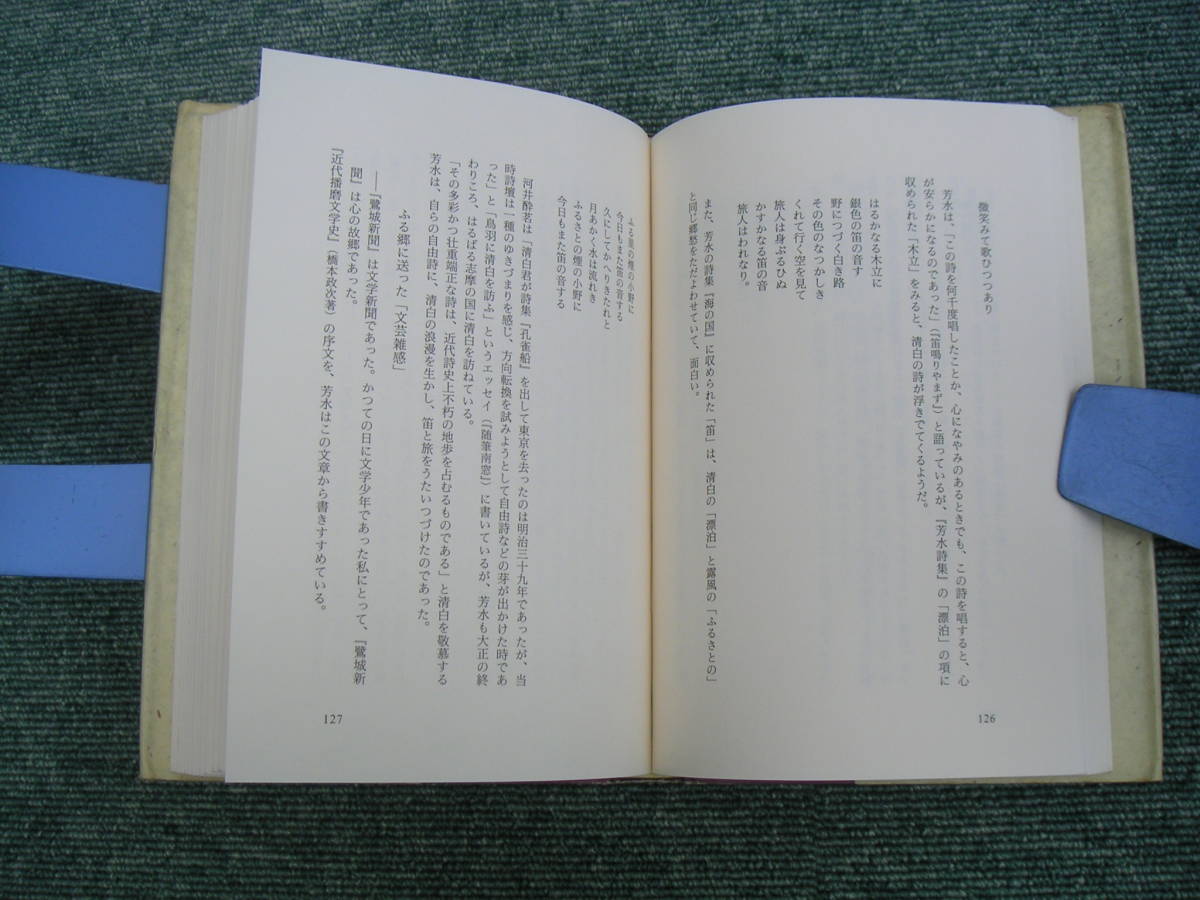 微笑みて歌ひつつあり
芳水は、「この詩を何千度唱したことか、心になやみのあるときでも、この詩を唱すると、心
が安らかになるのであった」(『笛鳴りやまず』)と語っているが、『芳水詩集』の「漂泊」の項に
収められた「木立」をみると、清白の詩が浮きでてくるようだ。
はるかなる木立に
銀色の笛の音す
野につづく白き路
その色のなつかしき
くれて行く空を見て
旅人は身ぶるひぬ
かすかなる笛の音
旅人はわれなり。
また、芳水の詩集『海の国』に収められた「笛」は、清白の「漂泊」と露風の「ふるさとの」
と同じ郷愁をただよわせていて、面白い。
126
ふる里の煙の小野に
今日もまた笛の音する
久にしてかへりきたれと
月あかく水は流れき
ふるさとの煙の小野に
今日もまた笛の音する
河井酔茗は「清白君が詩集『孔雀船』を出して東京を去ったのは明治三十九年であったが、当
時詩壇は一種のゆきづまりを感じ、方向転換を試みようとして自由詩などの芽が出かけた時であ
った」と「鳥羽に清白を訪ふ」というエッセイ(『随筆南窓』)に書いているが、芳水も大正の終
わりころ、はるばる志摩の国に清白を訪ねている。
「その多彩かつ壮重端正な詩は、近代詩史上不朽の地歩を占むるものである」と清白を敬慕する
芳水は、自らの自由詩に、清白の浪漫を生かし、笛と旅をうたいつづけたのであった。
ふる郷に送った「文芸雑感」
――『鷺城新聞』は文学新聞であった。かつての日に文学少年であった私にとって、『鷺城新
聞』は心の故郷であった。
『近代播磨文学史』(橋本政次著)の序文を、芳水はこの文章から書きすすめている。
127